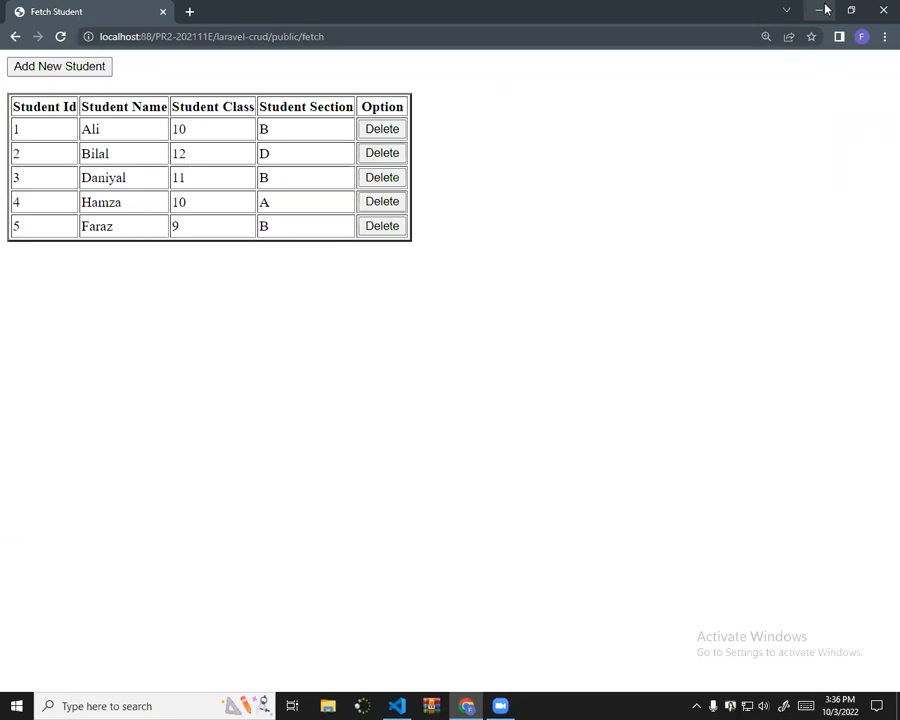 Fetch Student
localhost:88/PR2-202111E/laravel-crud/public/fetch
F
Add New Student
Student Id Student Name Student Class Student Section Option
1 Ali 10 B Delete
2 Bilal 12 D Delete
3 Daniyal 11 B Delete
4 Hamza 10 A Delete
5 Faraz 9 B Delete
Activate Windows
Go to Settings to activate Windows.
Type here to search
3:36 PM
10/3/2022